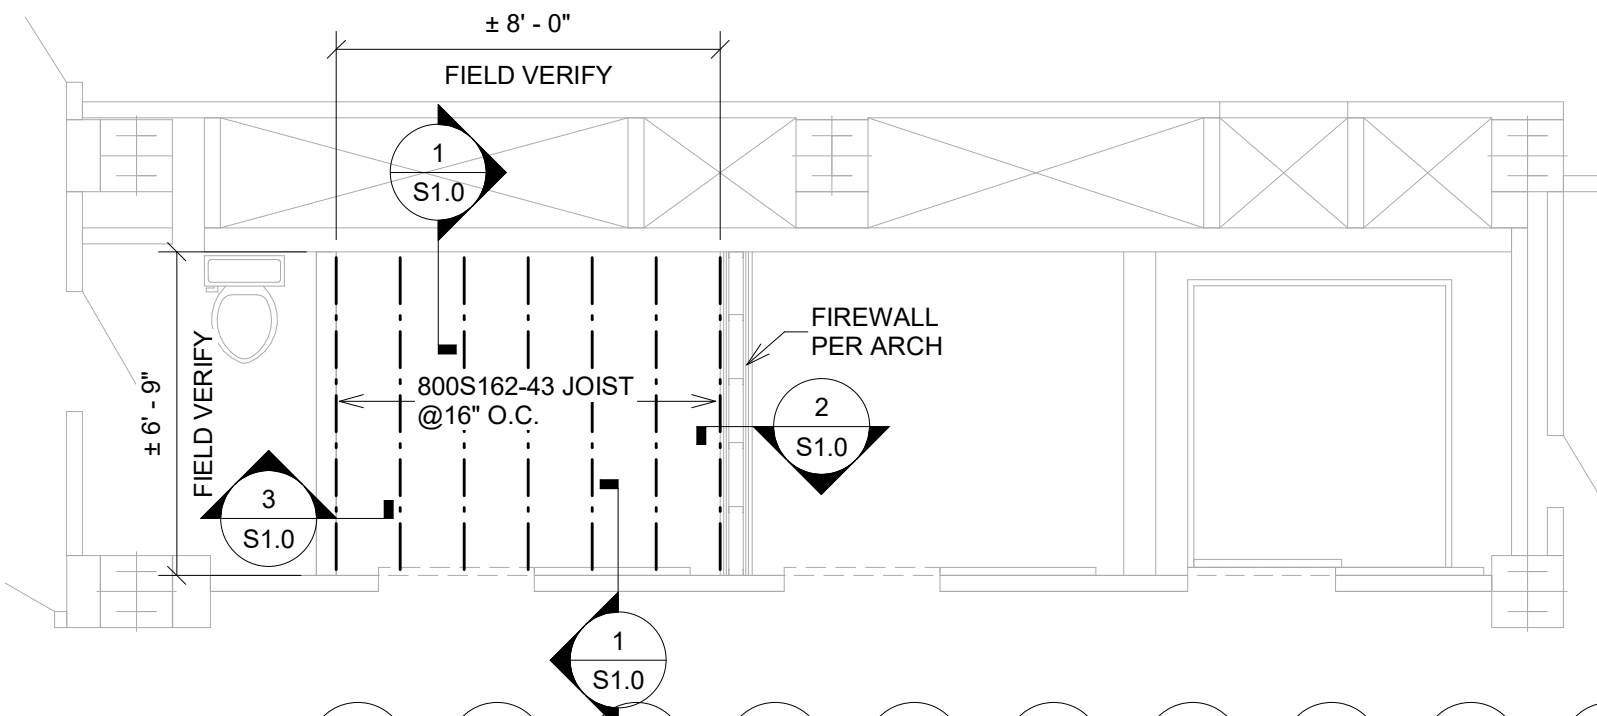 ± 8' - 0"
FIELD VERIFY
1
S1.0
FIREWALL
PER ARCH
± 6' - 9"
FIELD VERIFY
800S162-43 JOIST
@16" O.C.
2
S1.0
3
S1.0
1
S1.0